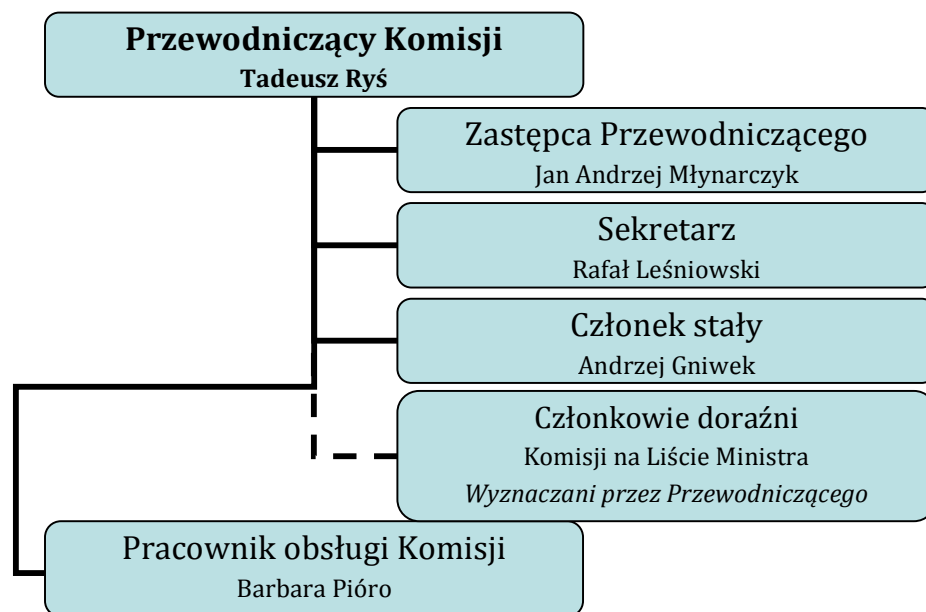 Przewodniczący Komisji
Tadeusz Ryś
Zastępca Przewodniczącego
Jan Andrzej Młynarczyk
Sekretarz
Rafał Leśniowski
Członek stały
Andrzej Gniwek
Członkowie doraźni
Komisji na Liście Ministra
Wyznaczani przez Przewodniczącego
Pracownik obsługi Komisji
Barbara Pióro